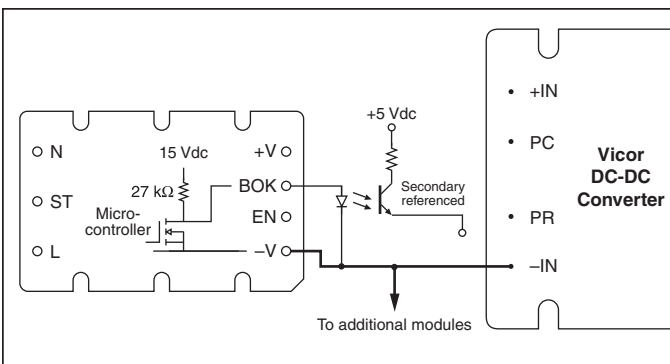 N
ST
L
15 Vdc
27 kΩ
Micro-
controller
+V
BOK
EN
–V
+5 Vdc
Secondary
referenced
To additional modules
+IN
PC
PR
–IN
Vicor
DC-DC
Converter